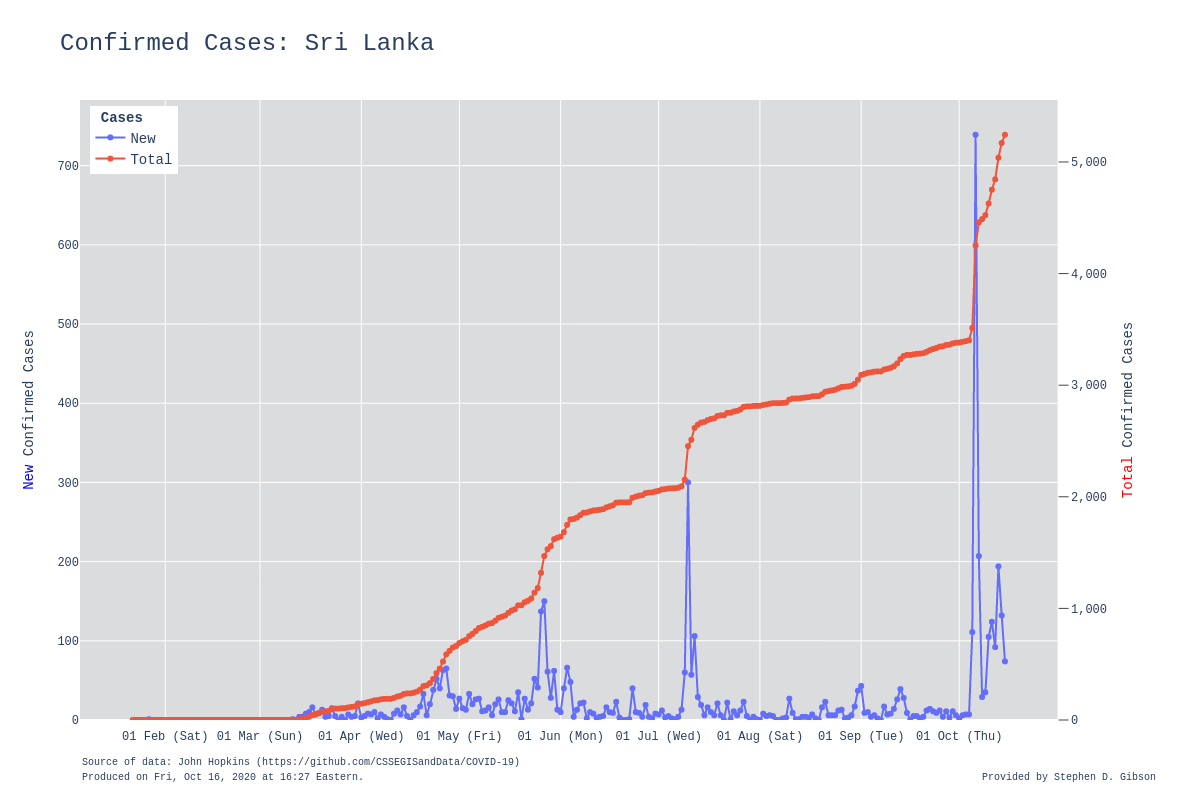 Confirmed Cases: Sri Lanka
Cases
New
Total
700
600
500
400
300
200
100
0
New Confirmed Cases
5,000
4,000
3,000
2,000
1,000
0
Total Confirmed Cases
01 Feb (Sat) 01 Mar (Sun) 01 Apr (Wed) 01 May (Fri) 01 Jun (Mon) 01 Jul (Wed) 01 Aug (Sat) 01 Sep (Tue) 01 Oct (Thu)
Source of data: John Hopkins (https://github.com/CSSEGISandData/COVID-19)
Produced on Fri, Oct 16, 2020 at 16:27 Eastern.
Provided by Stephen D. Gibson